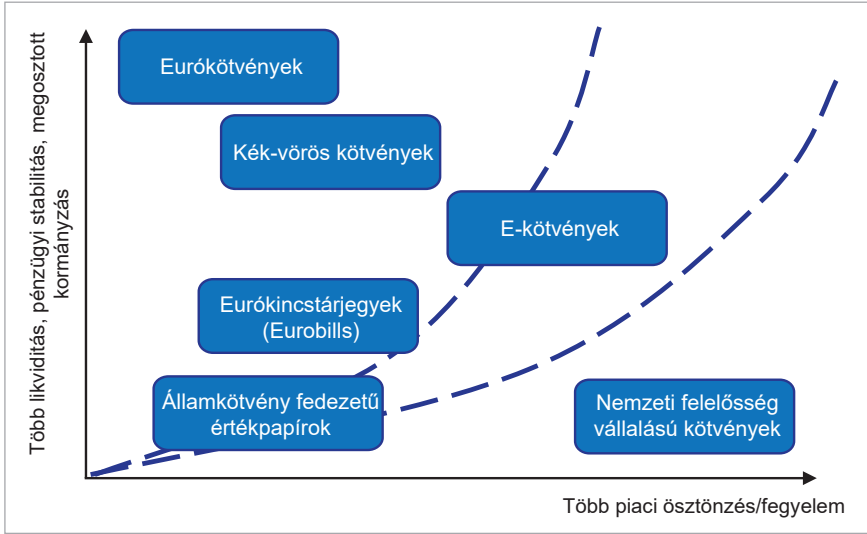 Több likviditás, pénzügyi stabilitás, megosztott
kormányzás
Eurókötvények
Kék-vörös kötvények
E-kötvények
Eurókincstárjegyek
(Eurobills)
Államkötvény fedezetű
értékpapírok
Nemzeti felelősség
vállalású kötvények
Több piaci ösztönzés/fegyelem